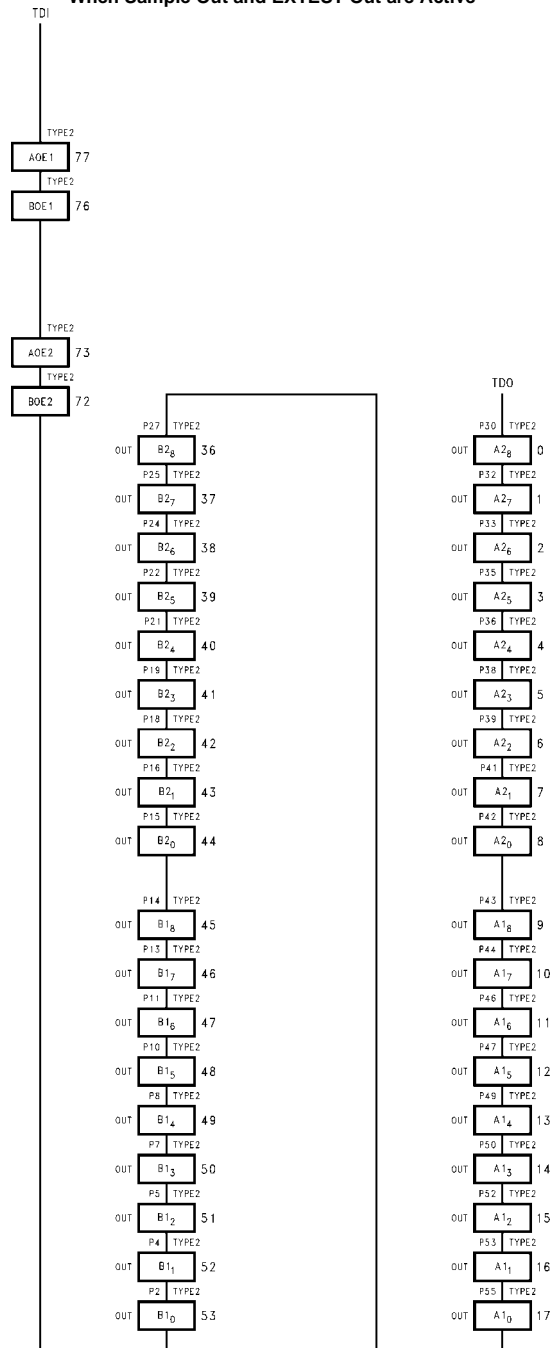 When Sample Out and EXTEST Out are Active
TDI
TYPE2
AOE1 77
TYPE2
BOE1 76
TYPE2
AOE2 73
TYPE2
BOE2 72
P27 TYPE2
OUT B2₈ 36
P25 TYPE2
OUT B2₇ 37
P24 TYPE2
OUT B2₆ 38
P22 TYPE2
OUT B2₅ 39
P21 TYPE2
OUT B2₄ 40
P19 TYPE2
OUT B2₃ 41
P18 TYPE2
OUT B2₂ 42
P16 TYPE2
OUT B2₁ 43
P15 TYPE2
OUT B2₀ 44
P14 TYPE2
OUT B1₈ 45
P13 TYPE2
OUT B1₇ 46
P11 TYPE2
OUT B1₆ 47
P10 TYPE2
OUT B1₅ 48
P8 TYPE2
OUT B1₄ 49
P7 TYPE2
OUT B1₃ 50
P5 TYPE2
OUT B1₂ 51
P4 TYPE2
OUT B1₁ 52
P2 TYPE2
OUT B1₀ 53
TDO
P30 TYPE2
OUT A2₈ 0
P32 TYPE2
OUT A2₇ 1
P33 TYPE2
OUT A2₆ 2
P35 TYPE2
OUT A2₅ 3
P36 TYPE2
OUT A2₄ 4
P38 TYPE2
OUT A2₃ 5
P39 TYPE2
OUT A2₂ 6
P41 TYPE2
OUT A2₁ 7
P42 TYPE2
OUT A2₀ 8
P43 TYPE2
OUT A1₈ 9
P44 TYPE2
OUT A1₇ 10
P46 TYPE2
OUT A1₆ 11
P47 TYPE2
OUT A1₅ 12
P49 TYPE2
OUT A1₄ 13
P50 TYPE2
OUT A1₃ 14
P52 TYPE2
OUT A1₂ 15
P53 TYPE2
OUT A1₁ 16
P55 TYPE2
OUT A1₀ 17